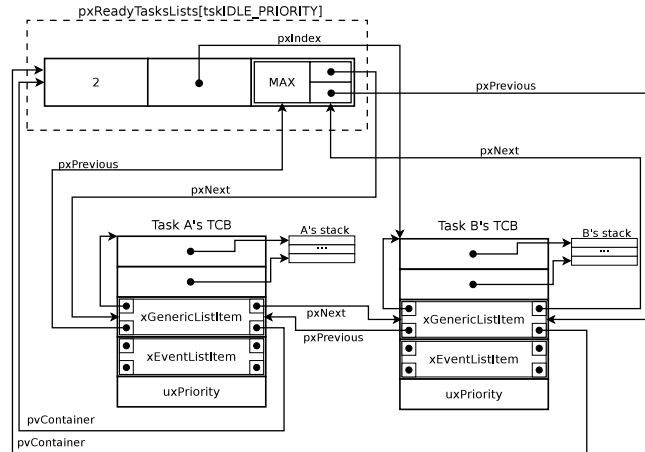 pxReadyTasksLists[tskIDLE_PRIORITY]
pxIndex
2
MAX
pxPrevious
pxPrevious
pxNext
pxNext
Task A's TCB
A's stack
...
Task B's TCB
B's stack
...
xGenericListItem
pxNext
pxPrevious
xGenericListItem
xEventListItem
xEventListItem
uxPriority
uxPriority
pvContainer
pvContainer